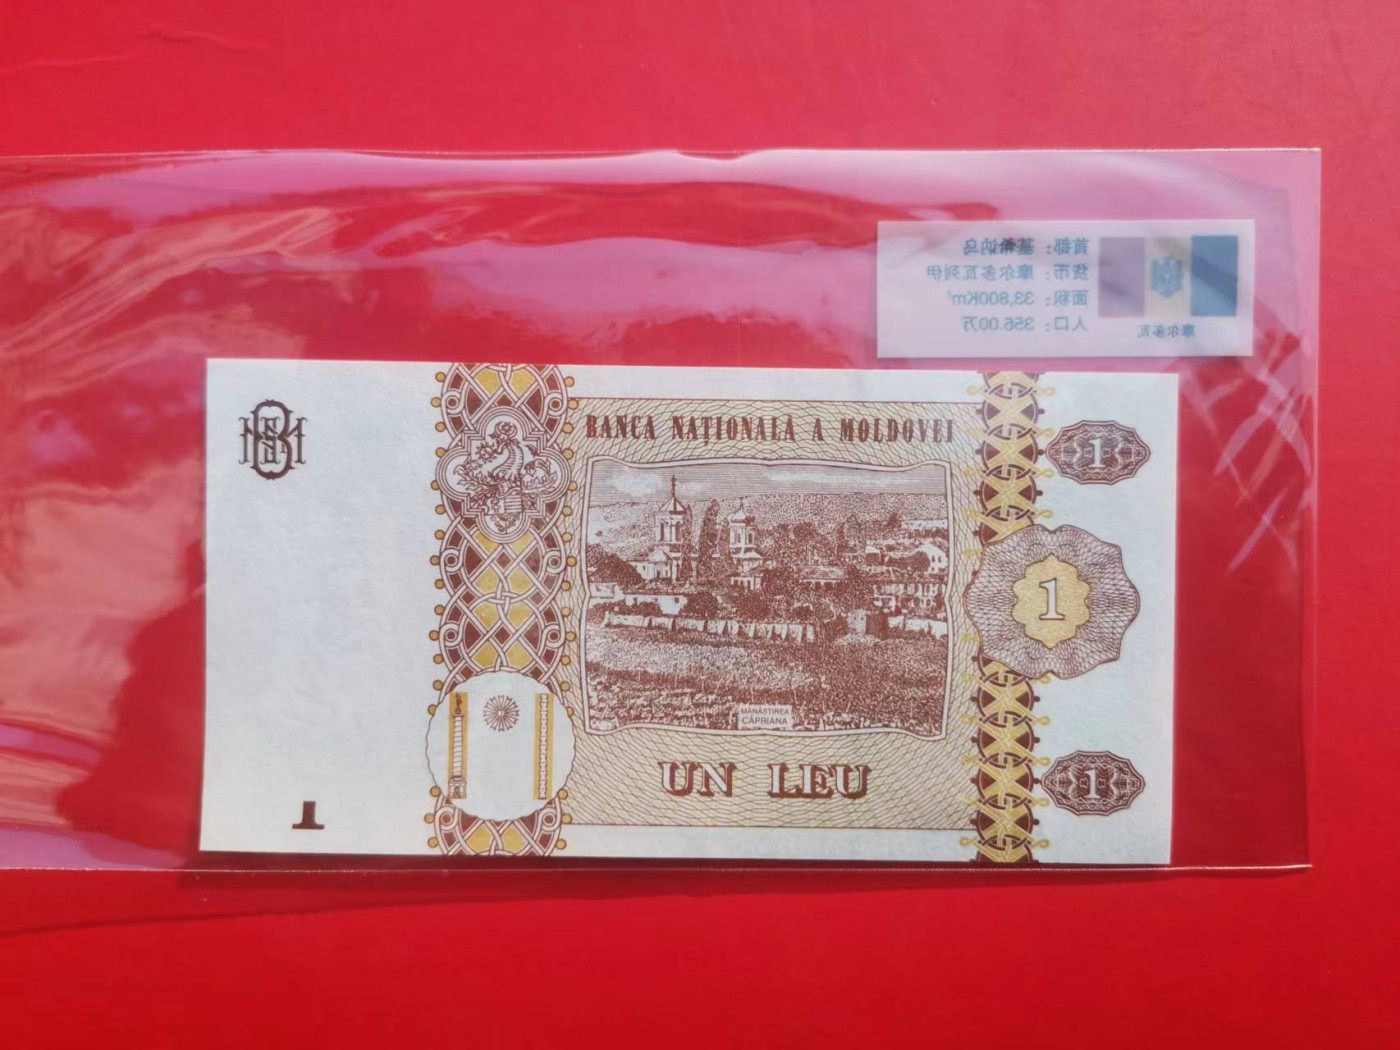 首都：基希讷乌
货币：摩尔多瓦列伊
面积：33,800Km²
人口：356.00万
摩尔多瓦
BANCA NAȚIONALĂ A MOLDOVEI
1
1
MĂNĂSTIREA
CĂPRIANA
UN LEU
1